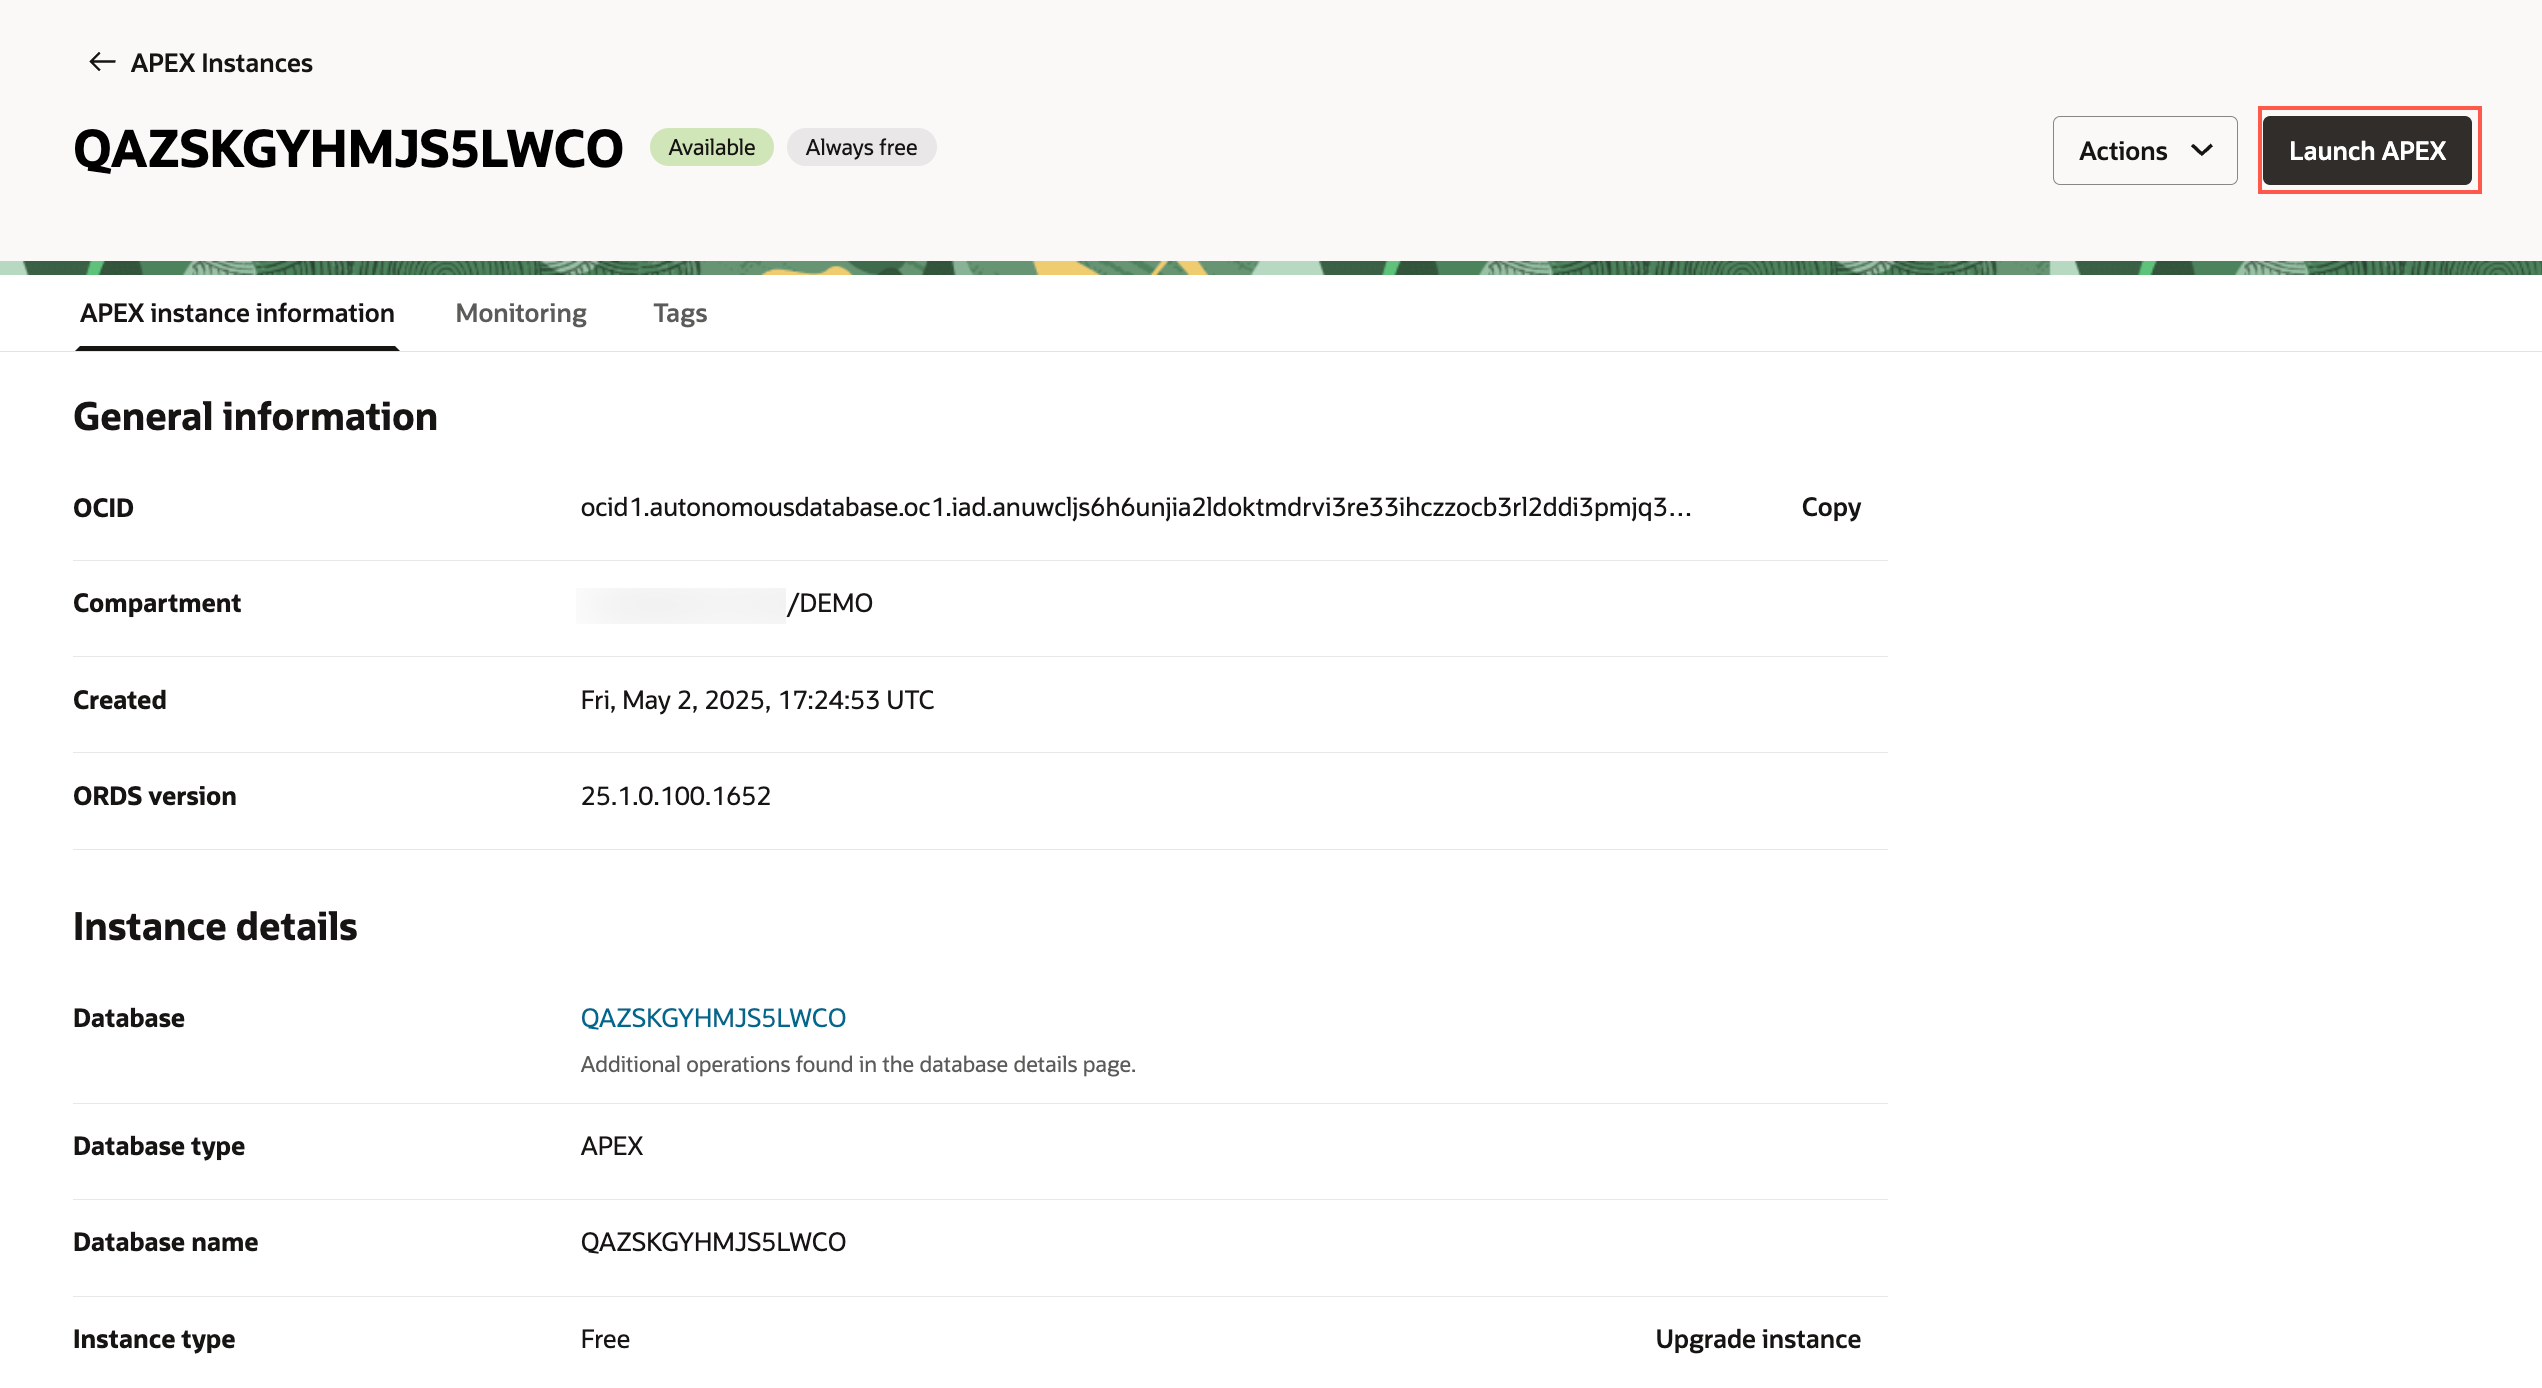 APEX Instances
QAZSKGYHMJS5LWCO Available Always free Actions Launch APEX
APEX instance information Monitoring Tags
General information
OCID ocid1.autonomousdatabase.oc1.iad.anuwcljs6h6unjia2ldoktmdrvi3re33ihczzocb3rl2ddi3pmjq3... Copy
Compartment /DEMO
Created Fri, May 2, 2025, 17:24:53 UTC
ORDS version 25.1.0.100.1652
Instance details
Database QAZSKGYHMJS5LWCO
Additional operations found in the database details page.
Database type APEX
Database name QAZSKGYHMJS5LWCO
Instance type Free Upgrade instance